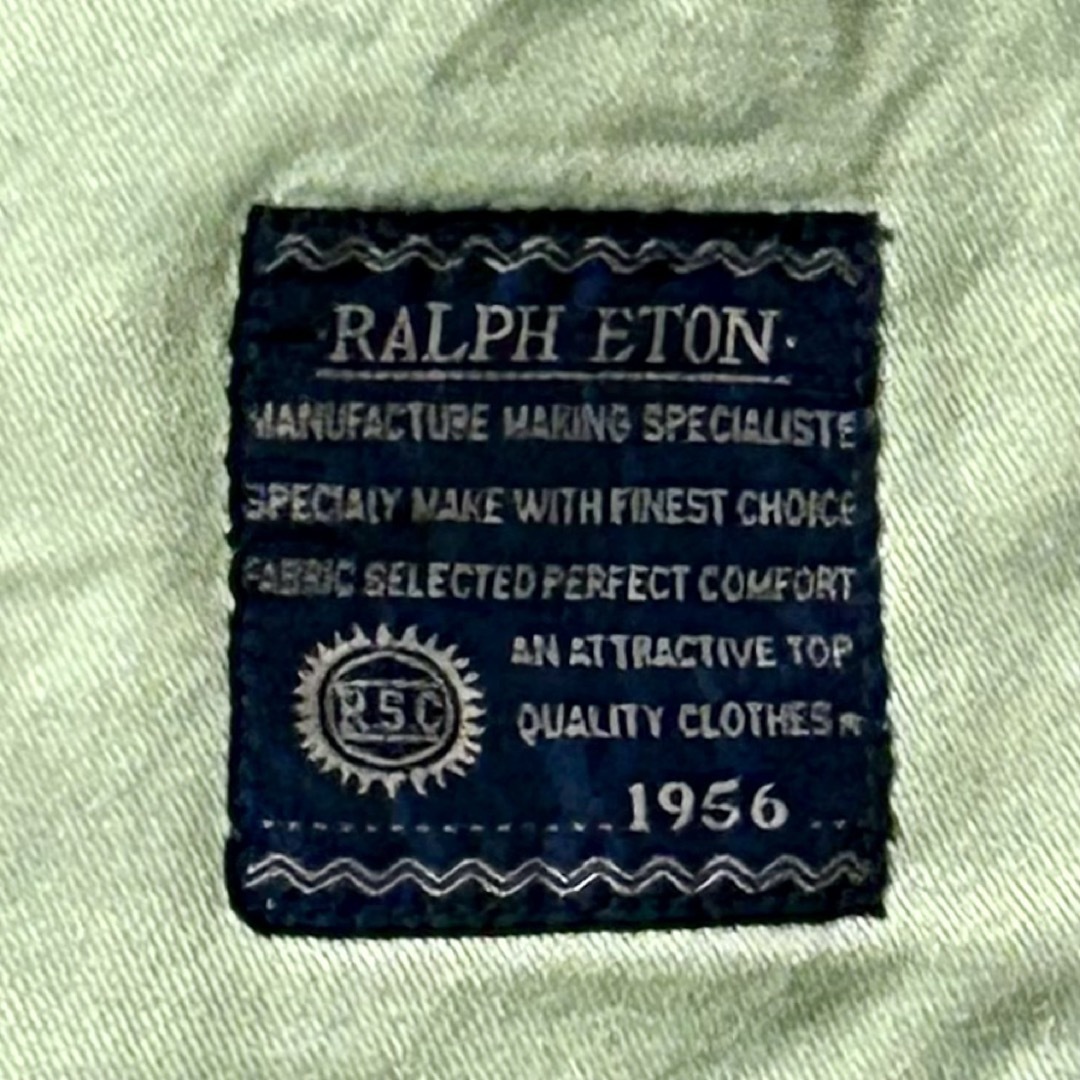 ·RALPH ETON·
MANUFACTURE MAKING SPECIALISTE
SPECIALY MAKE WITH FINEST CHOICE
FABRIC SELECTED PERFECT COMFORT
AN ATTRACTIVE TOP
R.S.C
QUALITY CLOTHES
1956